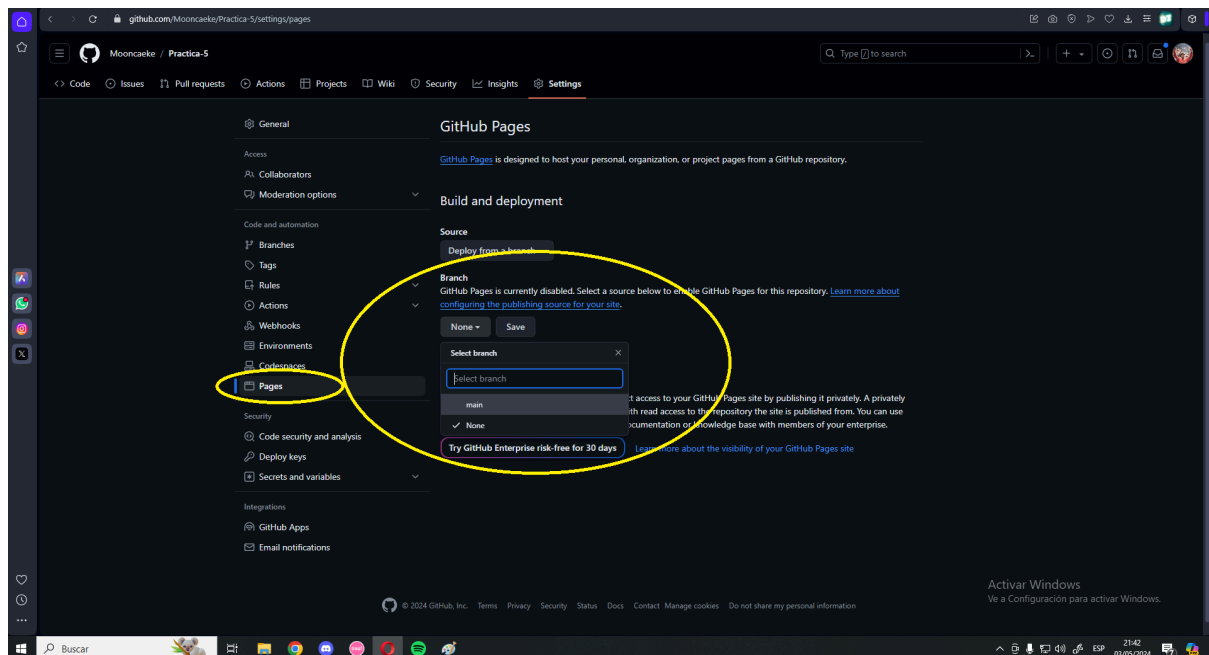 github.com/Mooncaeke/Practica-5/settings/pages
Mooncaeke / Practica-5
Type / to search
Code Issues Pull requests Actions Projects Wiki Security Insights Settings
General
Access
Collaborators
Moderation options
Code and automation
Branches
Tags
Rules
Actions
Webhooks
Environments
Codespaces
Pages
Security
Code security and analysis
Deploy keys
Secrets and variables
Integrations
GitHub Apps
Email notifications
GitHub Pages
GitHub Pages is designed to host your personal, organization, or project pages from a GitHub repository.
Build and deployment
Source
Deploy from a branch
Branch
GitHub Pages is currently disabled. Select a source below to enable GitHub Pages for this repository. Learn more about
configuring the publishing source for your site.
None Save
Select branch
Select branch
main
None
t access to your GitHub Pages site by publishing it privately. A privately
th read access to the repository the site is published from. You can use
ocumentation or knowledge base with members of your enterprise.
Try GitHub Enterprise risk-free for 30 days Learn more about the visibility of your GitHub Pages site
© 2024 GitHub, Inc. Terms Privacy Security Status Docs Contact Manage cookies Do not share my personal information
Activar Windows
Ve a Configuración para activar Windows.
Buscar
ESP
21:42
03/05/2024